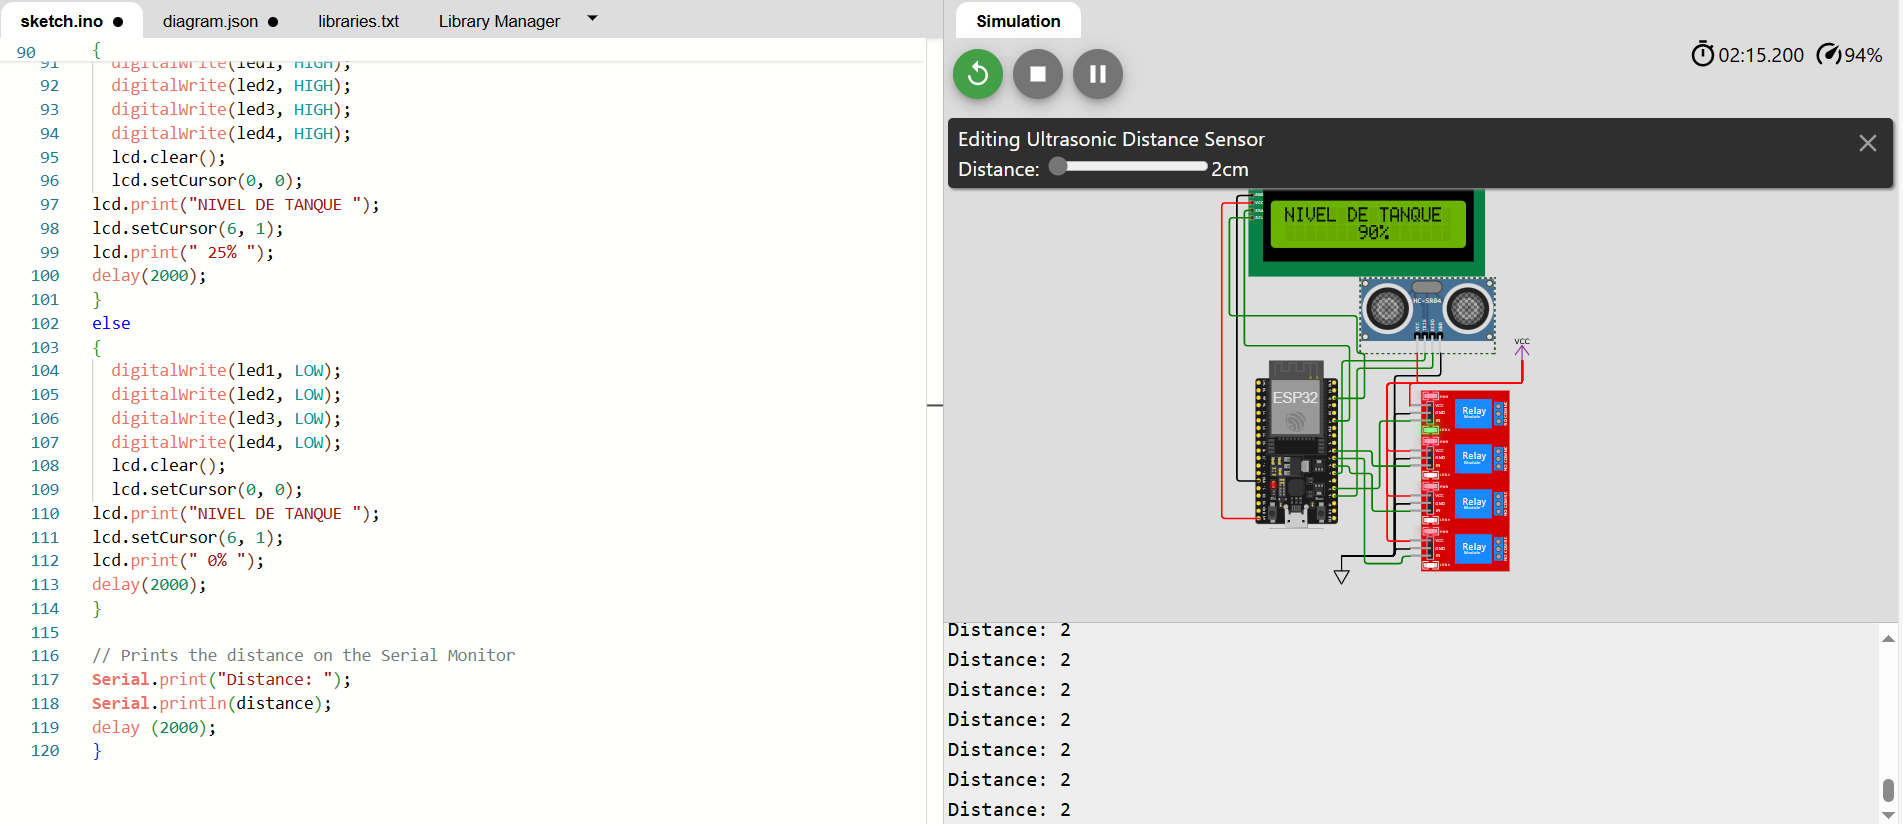 sketch.ino ● diagram.json ● libraries.txt Library Manager
90 {
91 digitalWrite(led1, HIGH);
92 digitalWrite(led2, HIGH);
93 digitalWrite(led3, HIGH);
94 digitalWrite(led4, HIGH);
95 lcd.clear();
96 lcd.setCursor(0, 0);
97 lcd.print("NIVEL DE TANQUE ");
98 lcd.setCursor(6, 1);
99 lcd.print(" 25% ");
100 delay(2000);
101 }
102 else
103 {
104 digitalWrite(led1, LOW);
105 digitalWrite(led2, LOW);
106 digitalWrite(led3, LOW);
107 digitalWrite(led4, LOW);
108 lcd.clear();
109 lcd.setCursor(0, 0);
110 lcd.print("NIVEL DE TANQUE ");
111 lcd.setCursor(6, 1);
112 lcd.print(" 0% ");
113 delay(2000);
114 }
115
116 // Prints the distance on the Serial Monitor
117 Serial.print("Distance: ");
118 Serial.println(distance);
119 delay (2000);
120 }
Simulation
02:15.200 94%
Editing Ultrasonic Distance Sensor
Distance: 2cm
NIVEL DE TANQUE
90%
HC-SR04
VCC
ESP32
Relay
Module
Relay
Module
Relay
Module
Relay
Module
Distance: 2
Distance: 2
Distance: 2
Distance: 2
Distance: 2
Distance: 2
Distance: 2